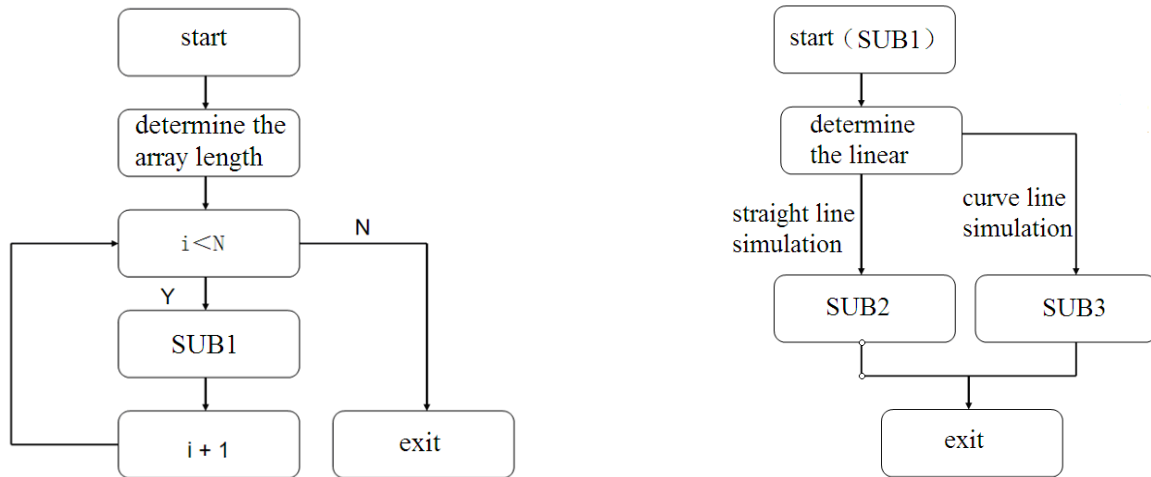 start
determine the
array length
i<N
N
Y
SUB1
i + 1
exit
start（SUB1）
determine
the linear
straight line
simulation
curve line
simulation
SUB2
SUB3
exit